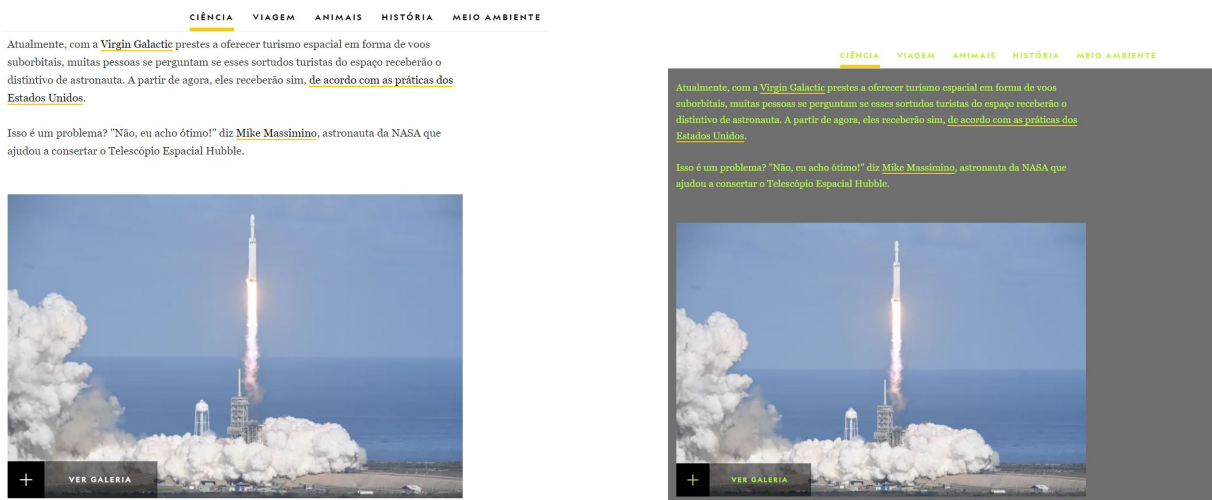 CIÊNCIA VIAGEM ANIMAIS HISTÓRIA MEIO AMBIENTE
Atualmente, com a Virgin Galactic prestes a oferecer turismo espacial em forma de voos
suborbitais, muitas pessoas se perguntam se esses sortudos turistas do espaço receberão o
distintivo de astronauta. A partir de agora, eles receberão sim, de acordo com as práticas dos
Estados Unidos.
Isso é um problema? "Não, eu acho ótimo!" diz Mike Massimino, astronauta da NASA que
ajudou a consertar o Telescópio Espacial Hubble.
+ VER GALERIA
CIÊNCIA VIAGEM ANIMAIS HISTÓRIA MEIO AMBIENTE
Atualmente, com a Virgin Galactic prestes a oferecer turismo espacial em forma de voos
suborbitais, muitas pessoas se perguntam se esses sortudos turistas do espaço receberão o
distintivo de astronauta. A partir de agora, eles receberão sim, de acordo com as práticas dos
Estados Unidos.
Isso é um problema? "Não, eu acho ótimo!" diz Mike Massimino, astronauta da NASA que
ajudou a consertar o Telescópio Espacial Hubble.
+ VER GALERIA